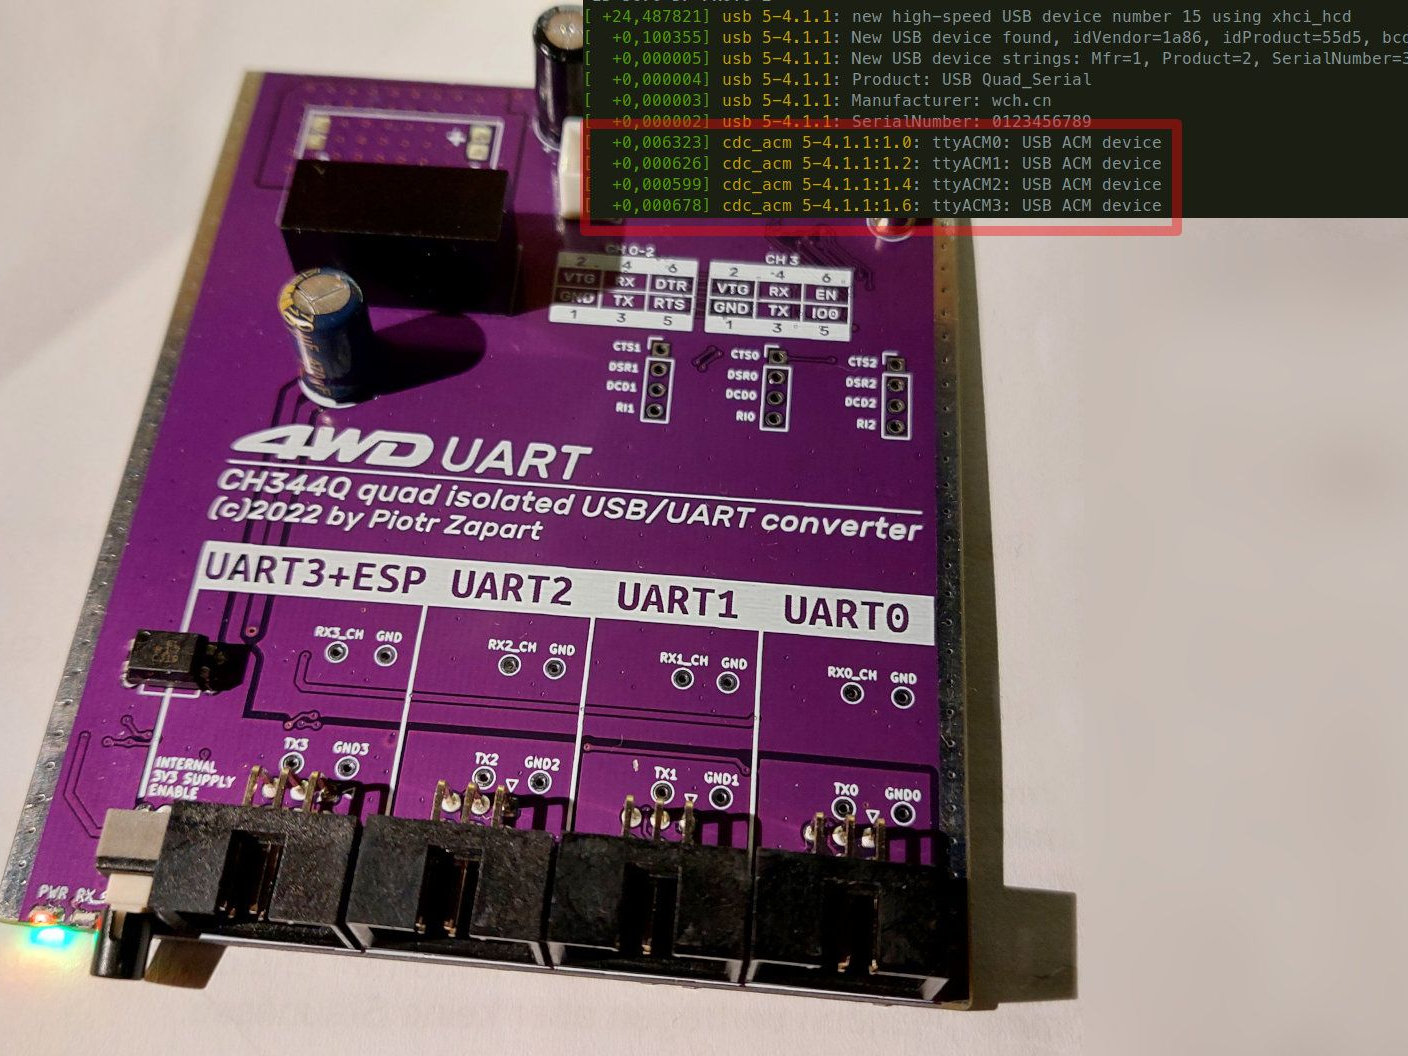 [ +24,487821] usb 5-4.1.1: new high-speed USB device number 15 using xhci_hcd
[ +0,100355] usb 5-4.1.1: New USB device found, idVendor=1a86, idProduct=55d5, bcd
[ +0,000005] usb 5-4.1.1: New USB device strings: Mfr=1, Product=2, SerialNumber=3
[ +0,000004] usb 5-4.1.1: Product: USB Quad_Serial
[ +0,000003] usb 5-4.1.1: Manufacturer: wch.cn
[ +0,000002] usb 5-4.1.1: SerialNumber: 0123456789
[ +0,006323] cdc_acm 5-4.1.1:1.0: ttyACM0: USB ACM device
[ +0,000626] cdc_acm 5-4.1.1:1.2: ttyACM1: USB ACM device
[ +0,000599] cdc_acm 5-4.1.1:1.4: ttyACM2: USB ACM device
[ +0,000678] cdc_acm 5-4.1.1:1.6: ttyACM3: USB ACM device
+
CH 0-2
2 4 6
VTG RX DTR
GND TX RTS
1 3 5
CH 3
2 4 6
VTG RX EN
GND TX IO0
1 3 5
CTS1
DSR1
DCD1
RI1
CTS0
DSR0
DCD0
RI0
CTS2
DSR2
DCD2
RI2
4WD UART
CH344Q quad isolated USB/UART converter
(c)2022 by Piotr Zapart
UART3+ESP UART2 UART1 UART0
RX3_CH GND
RX2_CH GND
RX1_CH GND
RX0_CH GND
TX3 GND3
TX2 GND2
TX1 GND1
TX0 GND0
INTERNAL
3V3 SUPPLY
ENABLE
PWR